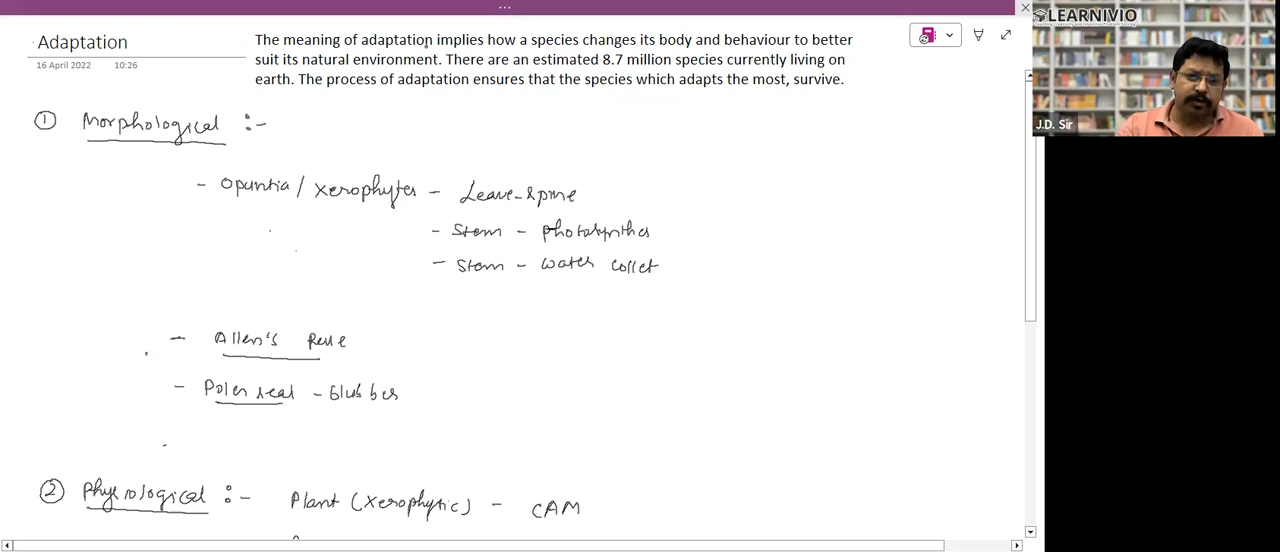 LEARNIVIO
Adaptation
16 April 2022 10:26
The meaning of adaptation implies how a species changes its body and behaviour to better
suit its natural environment. There are an estimated 8.7 million species currently living on
earth. The process of adaptation ensures that the species which adapts the most, survive.
J.D. Sir
① Morphological :-
- Opuntia / Xerophytes - Leave - spine
- Stem - photosynthes
- Stem - water collet
- Allen's Rule
- Poler seal - blubber
② Physiological :- Plant (Xerophytic) - CAM